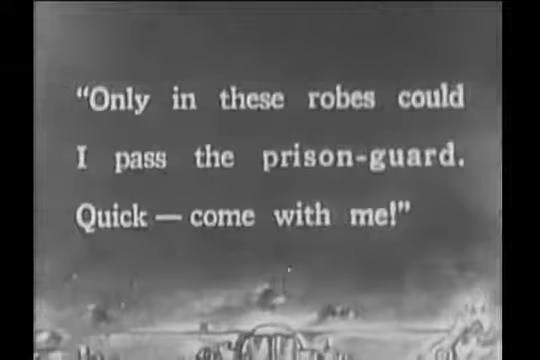 “Only in these robes could
I pass the prison-guard.
Quick — come with me!”